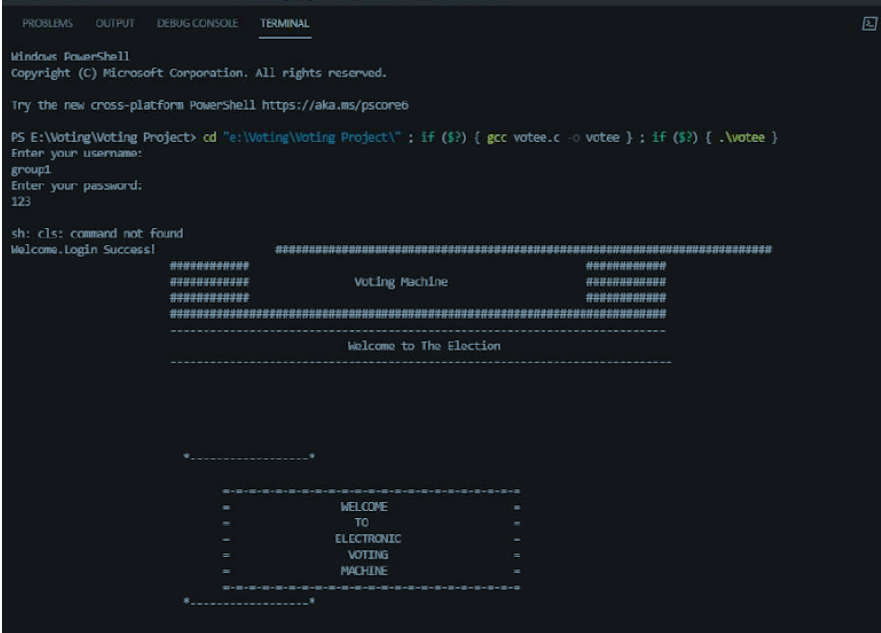 PROBLEMS OUTPUT DEBUG CONSOLE TERMINAL
Windows PowerShell
Copyright (C) Microsoft Corporation. All rights reserved.
Try the new cross-platform PowerShell https://aka.ms/pscore6
PS E:\Voting\Voting Project> cd "e:\Voting\Voting Project\" ; if ($?) { gcc votee.c -o votee } ; if ($?) { .\votee }
Enter your username:
group1
Enter your password:
123
sh: cls: command not found
Welcome.Login Success! ###########################################################################
############ ############
############ Voting Machine ############
############ ############
###########################################################################
---------------------------------------------------------------------------
Welcome to The Election
----------------------------------------------------------------------------
*------------------*
=-=-=-=-=-=-=-=-=-=-=-=-=-=-=-=-=-=-=-=-=-=-=
= WELCOME =
= TO =
= ELECTRONIC =
= VOTING =
= MACHINE =
=-=-=-=-=-=-=-=-=-=-=-=-=-=-=-=-=-=-=-=-=-=-=
*------------------*